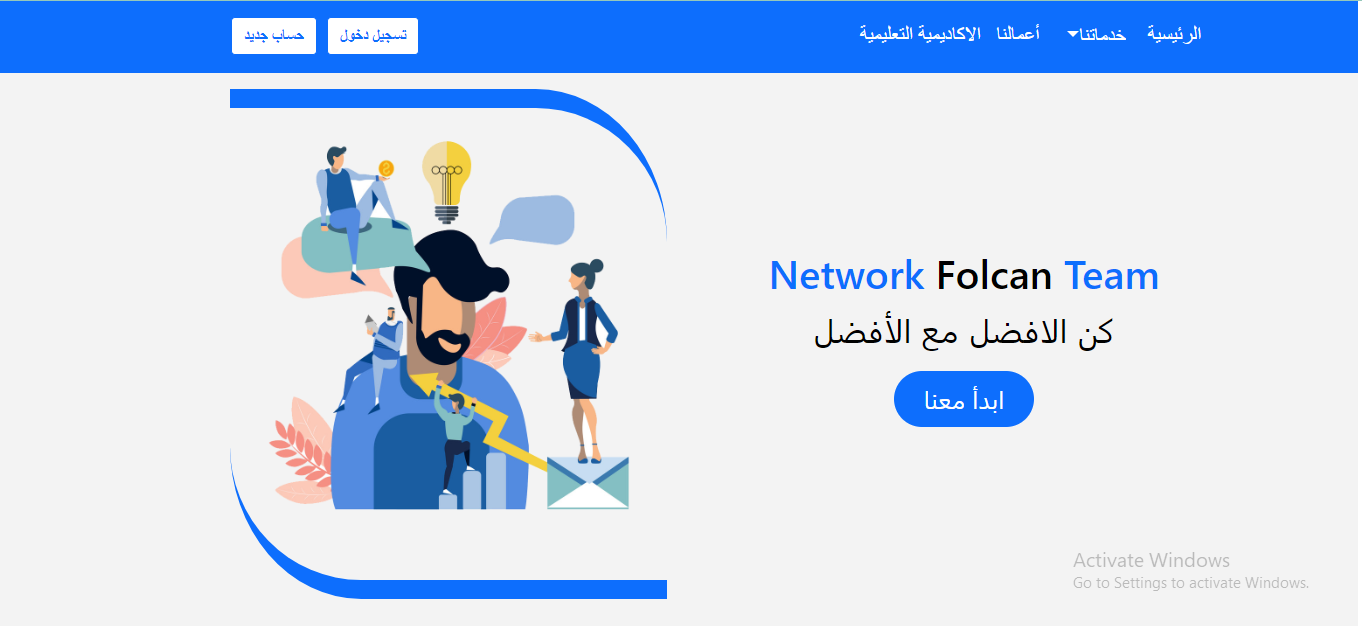 الرئيسية
خدماتنا
أعمالنا
الاكاديمية التعليمية
تسجيل دخول
حساب جديد
Network Folcan Team
كن الافضل مع الأفضل
ابدأ معنا
Activate Windows
Go to Settings to activate Windows.